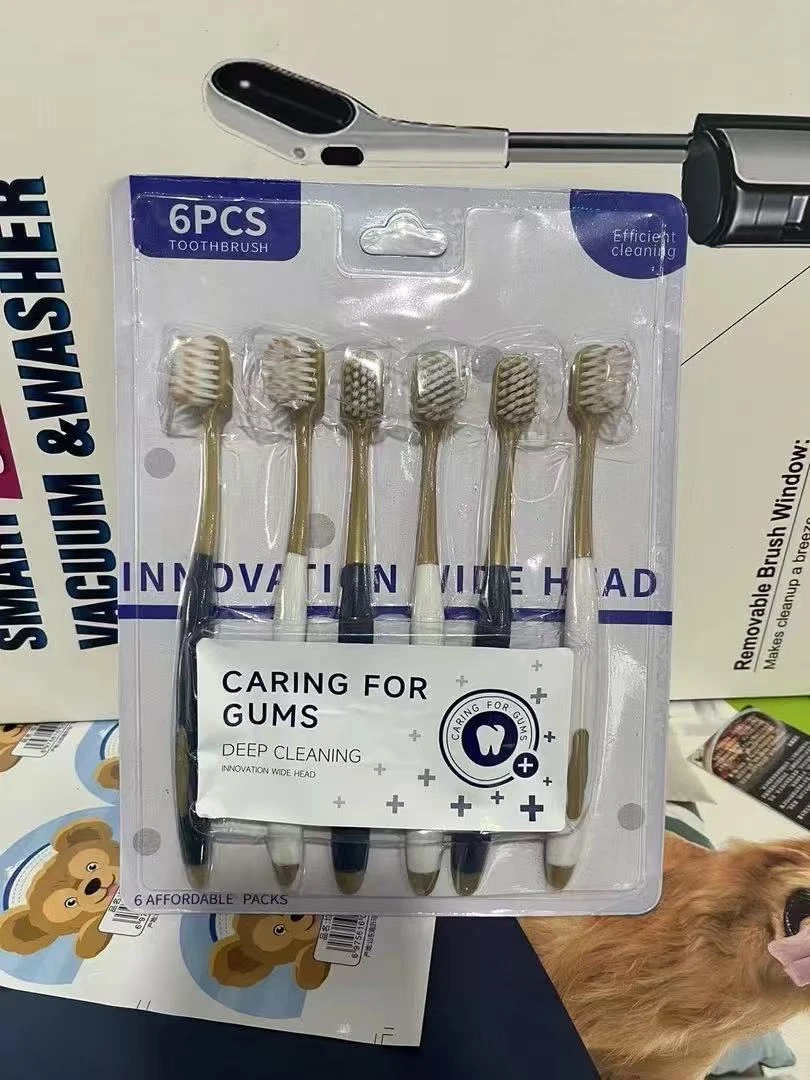 6PCS
TOOTHBRUSH
Efficient
cleaning
INNOVATION WIDE HEAD
CARING FOR
GUMS
DEEP CLEANING
INNOVATION WIDE HEAD
CARING FOR GUMS
6 AFFORDABLE PACKS
SMART
VACUUM &WASHER
Removable Brush Window:
Makes cleanup a breeze